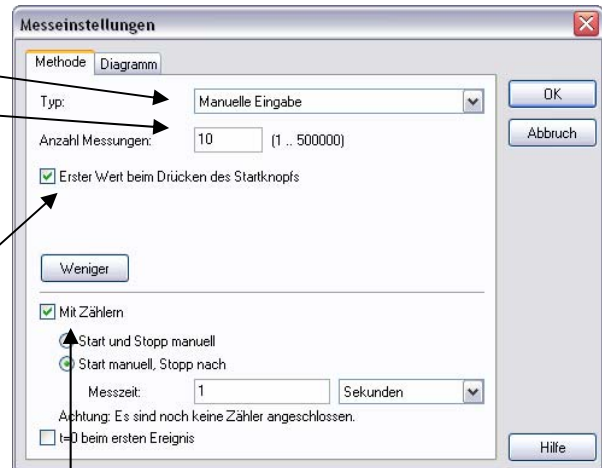 Messeinstellungen
Methode Diagramm
Typ: Manuelle Eingabe
OK
Anzahl Messungen: 10 (1 .. 500000)
Abbruch
Erster Wert beim Drücken des Startknopfs
Weniger
Mit Zählern
Start und Stopp manuell
Start manuell, Stopp nach
Messzeit: 1 Sekunden
Achtung: Es sind noch keine Zähler angeschlossen.
t=0 beim ersten Ereignis
Hilfe